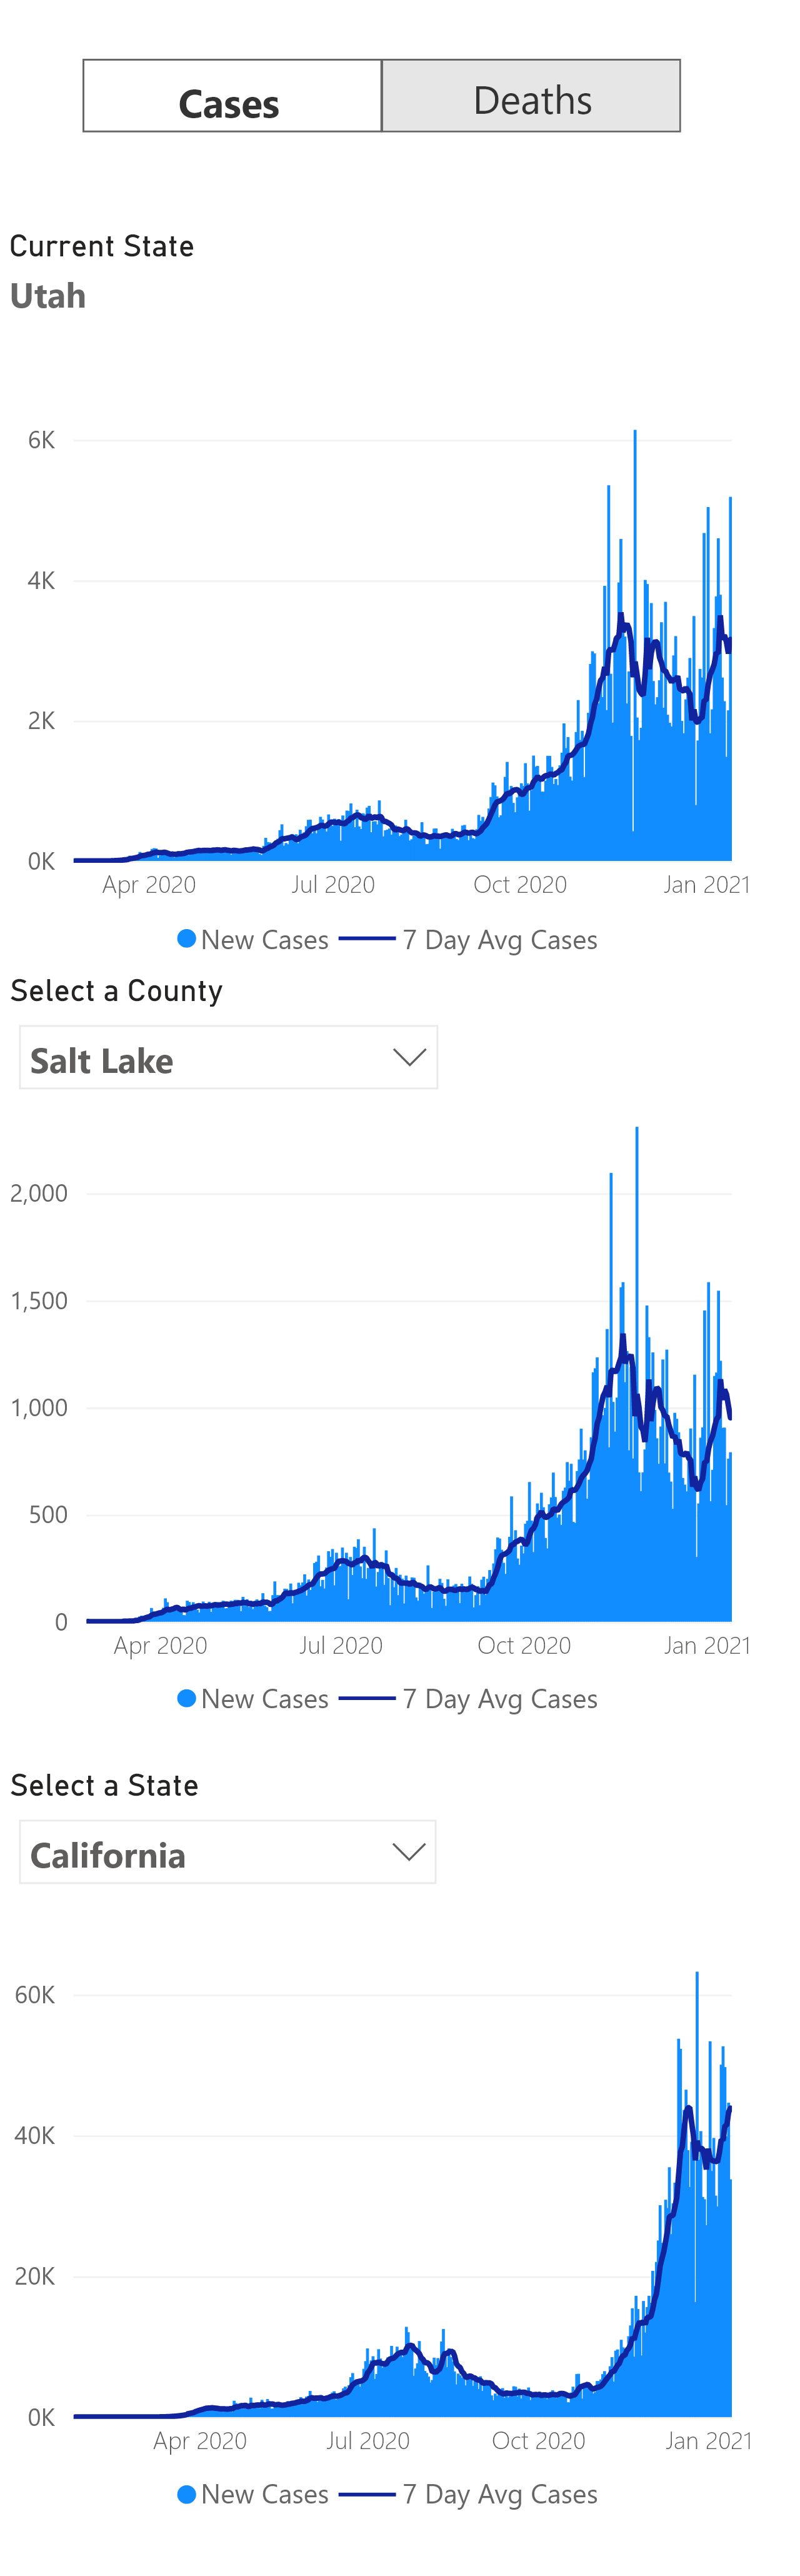 Cases Deaths
Current State
Utah
6K
4K
2K
0K
Apr 2020 Jul 2020 Oct 2020 Jan 2021
New Cases 7 Day Avg Cases
Select a County
Salt Lake
2,000
1,500
1,000
500
0
Apr 2020 Jul 2020 Oct 2020 Jan 2021
New Cases 7 Day Avg Cases
Select a State
California
60K
40K
20K
0K
Apr 2020 Jul 2020 Oct 2020 Jan 2021
New Cases 7 Day Avg Cases